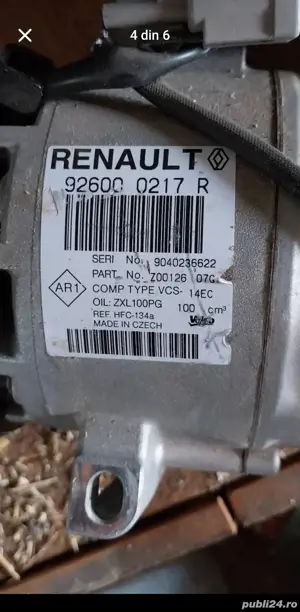 4 din 6
RENAULT
92600 0217 R
SERI No. 9040236622
PART. No. Z00126 07G
AR1
COMP TYPE VCS- 14EC
OIL: ZXL100PG 100 cm³
REF. HFC-134a
MADE IN CZECH
Valeo
publi24.ro